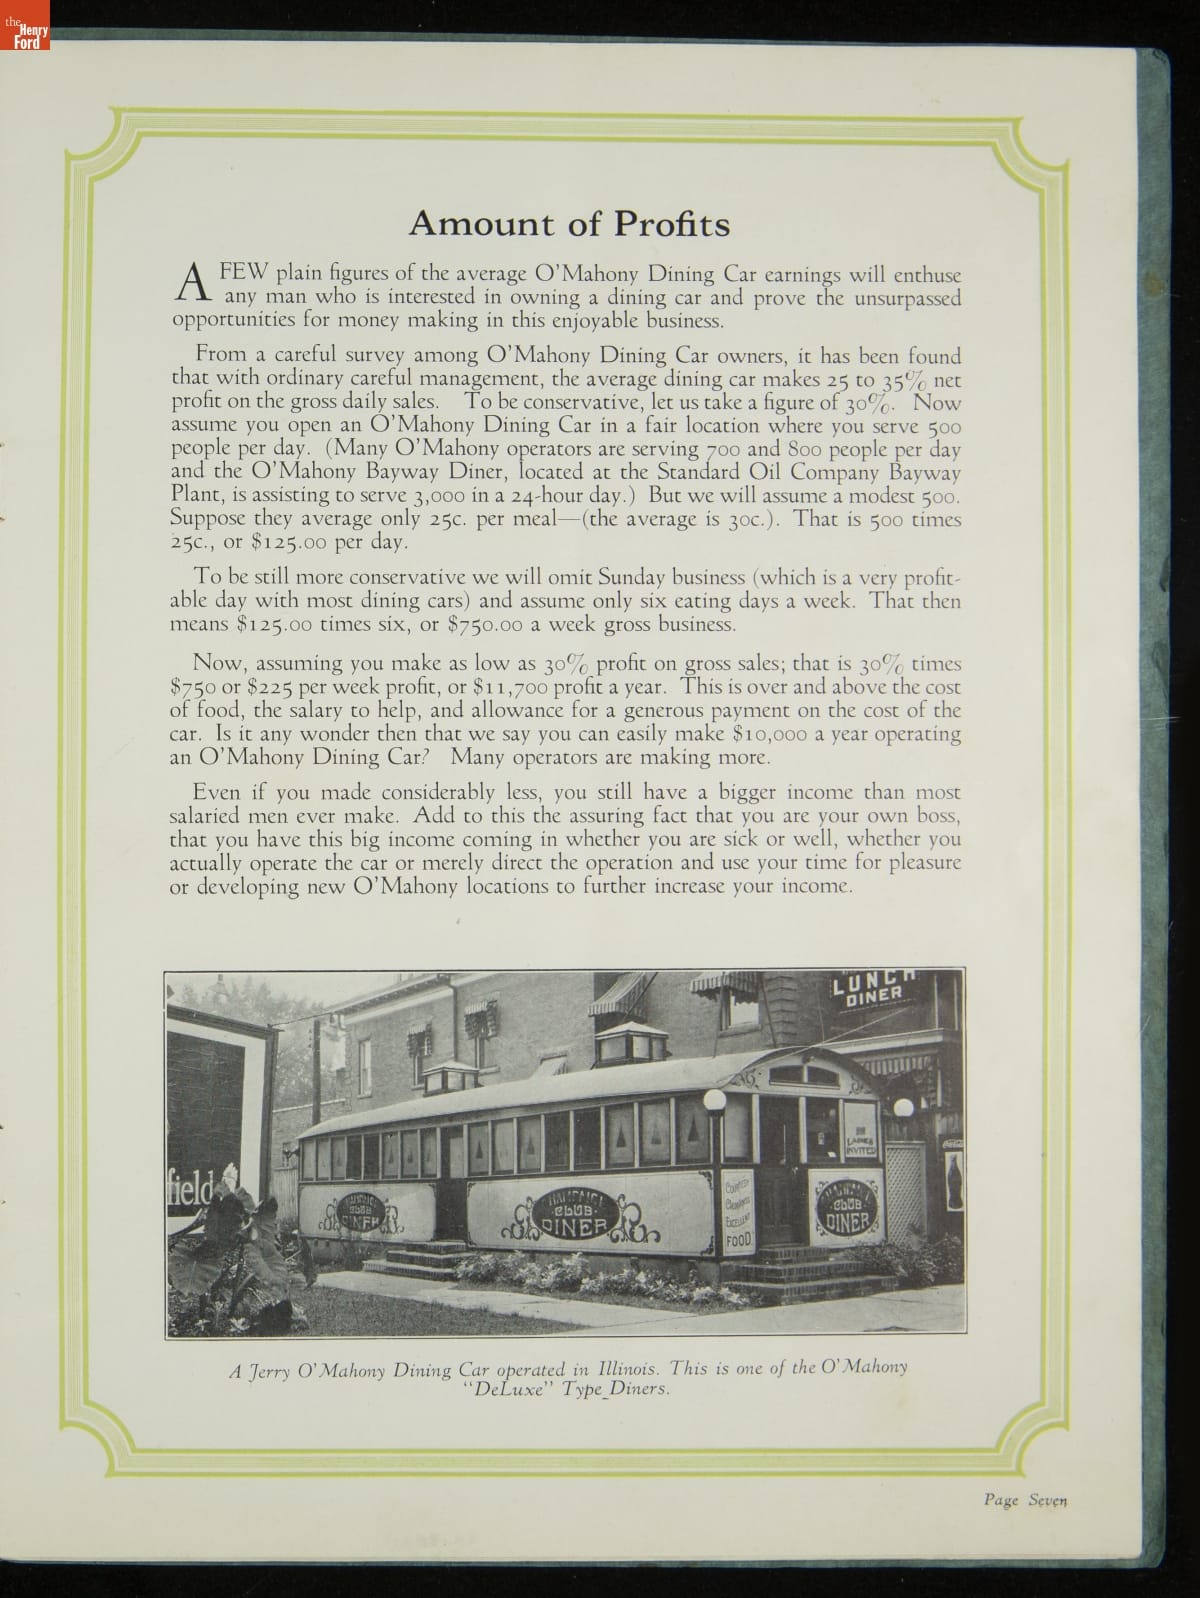 the
Henry
Ford
Amount of Profits
A FEW plain figures of the average O'Mahony Dining Car earnings will enthuse
any man who is interested in owning a dining car and prove the unsurpassed
opportunities for money making in this enjoyable business.
From a careful survey among O'Mahony Dining Car owners, it has been found
that with ordinary careful management, the average dining car makes 25 to 35% net
profit on the gross daily sales. To be conservative, let us take a figure of 30%. Now
assume you open an O'Mahony Dining Car in a fair location where you serve 500
people per day. (Many O'Mahony operators are serving 700 and 800 people per day
and the O'Mahony Bayway Diner, located at the Standard Oil Company Bayway
Plant, is assisting to serve 3,000 in a 24-hour day.) But we will assume a modest 500.
Suppose they average only 25c. per meal—(the average is 30c.). That is 500 times
25c., or $125.00 per day.
To be still more conservative we will omit Sunday business (which is a very profit-
able day with most dining cars) and assume only six eating days a week. That then
means $125.00 times six, or $750.00 a week gross business.
Now, assuming you make as low as 30% profit on gross sales; that is 30% times
$750 or $225 per week profit, or $11,700 profit a year. This is over and above the cost
of food, the salary to help, and allowance for a generous payment on the cost of the
car. Is it any wonder then that we say you can easily make $10,000 a year operating
an O'Mahony Dining Car? Many operators are making more.
Even if you made considerably less, you still have a bigger income than most
salaried men ever make. Add to this the assuring fact that you are your own boss,
that you have this big income coming in whether you are sick or well, whether you
actually operate the car or merely direct the operation and use your time for pleasure
or developing new O'Mahony locations to further increase your income.
LUNCH
DINER
LADIES
INVITED
Coca-Cola
field
CLUB
DINER
CLUB
DINER
COURTESY
CLEANLINESS
EXCELLENT
FOOD
CLUB
DINER
A Jerry O'Mahony Dining Car operated in Illinois. This is one of the O'Mahony
"DeLuxe" Type Diners.
Page Seven